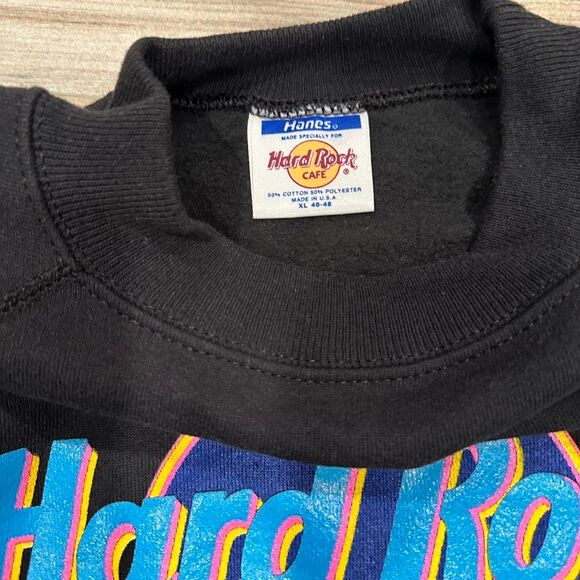 Hanes®
MADE SPECIALLY FOR
Hard Rock
CAFE ®
50% COTTON 50% POLYESTER
MADE IN U.S.A.
XL 46-48
Hard Ro